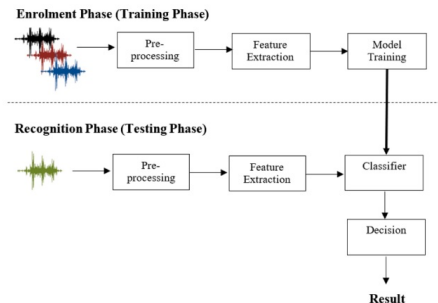 Enrolment Phase (Training Phase)
Pre-
processing
Feature
Extraction
Model
Training
Recognition Phase (Testing Phase)
Pre-
processing
Feature
Extraction
Classifier
Decision
Result